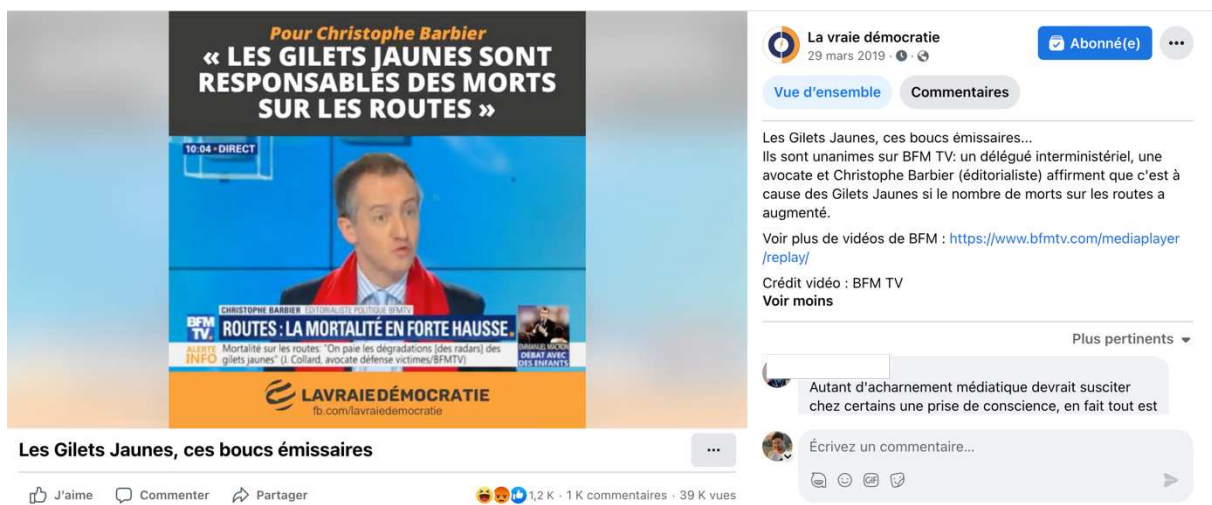 Pour Christophe Barbier
« LES GILETS JAUNES SONT
RESPONSABLES DES MORTS
SUR LES ROUTES »
10:04 - DIRECT
CHRISTOPHE BARBIER ÉDITORIALISTE POLITIQUE BFMTV
BFM
TV.
ROUTES : LA MORTALITÉ EN FORTE HAUSSE
ALERTE
INFO
Mortalité sur les routes: "On paie les dégradations [des radars] des
gilets jaunes" (J. Collard, avocate défense victimes/BFMTV)
EMMANUEL MACRON
DÉBAT AVEC
DES ENFANTS
LAVRAIEDÉMOCRATIE
fb.com/lavraiedemocratie
Les Gilets Jaunes, ces boucs émissaires
J'aime
Commenter
Partager
1,2 K · 1 K commentaires · 39 K vues
La vraie démocratie
29 mars 2019
Abonné(e)
Vue d'ensemble
Commentaires
Les Gilets Jaunes, ces boucs émissaires...
Ils sont unanimes sur BFM TV: un délégué interministériel, une
avocate et Christophe Barbier (éditorialiste) affirment que c'est à
cause des Gilets Jaunes si le nombre de morts sur les routes a
augmenté.
Voir plus de vidéos de BFM : https://www.bfmtv.com/mediaplayer
/replay/
Crédit vidéo : BFM TV
Voir moins
Plus pertinents
Autant d'acharnement médiatique devrait susciter
chez certains une prise de conscience, en fait tout est
Écrivez un commentaire...
GIF